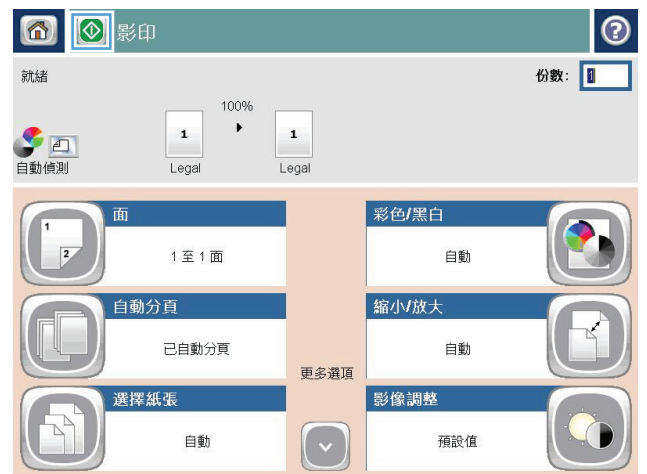 影印
就緒
份數: 1
100%
1
1
自動偵測
Legal
Legal
面
1 至 1 面
彩色/黑白
自動
自動分頁
已自動分頁
縮小/放大
自動
更多選項
選擇紙張
自動
影像調整
預設值
1
2
?